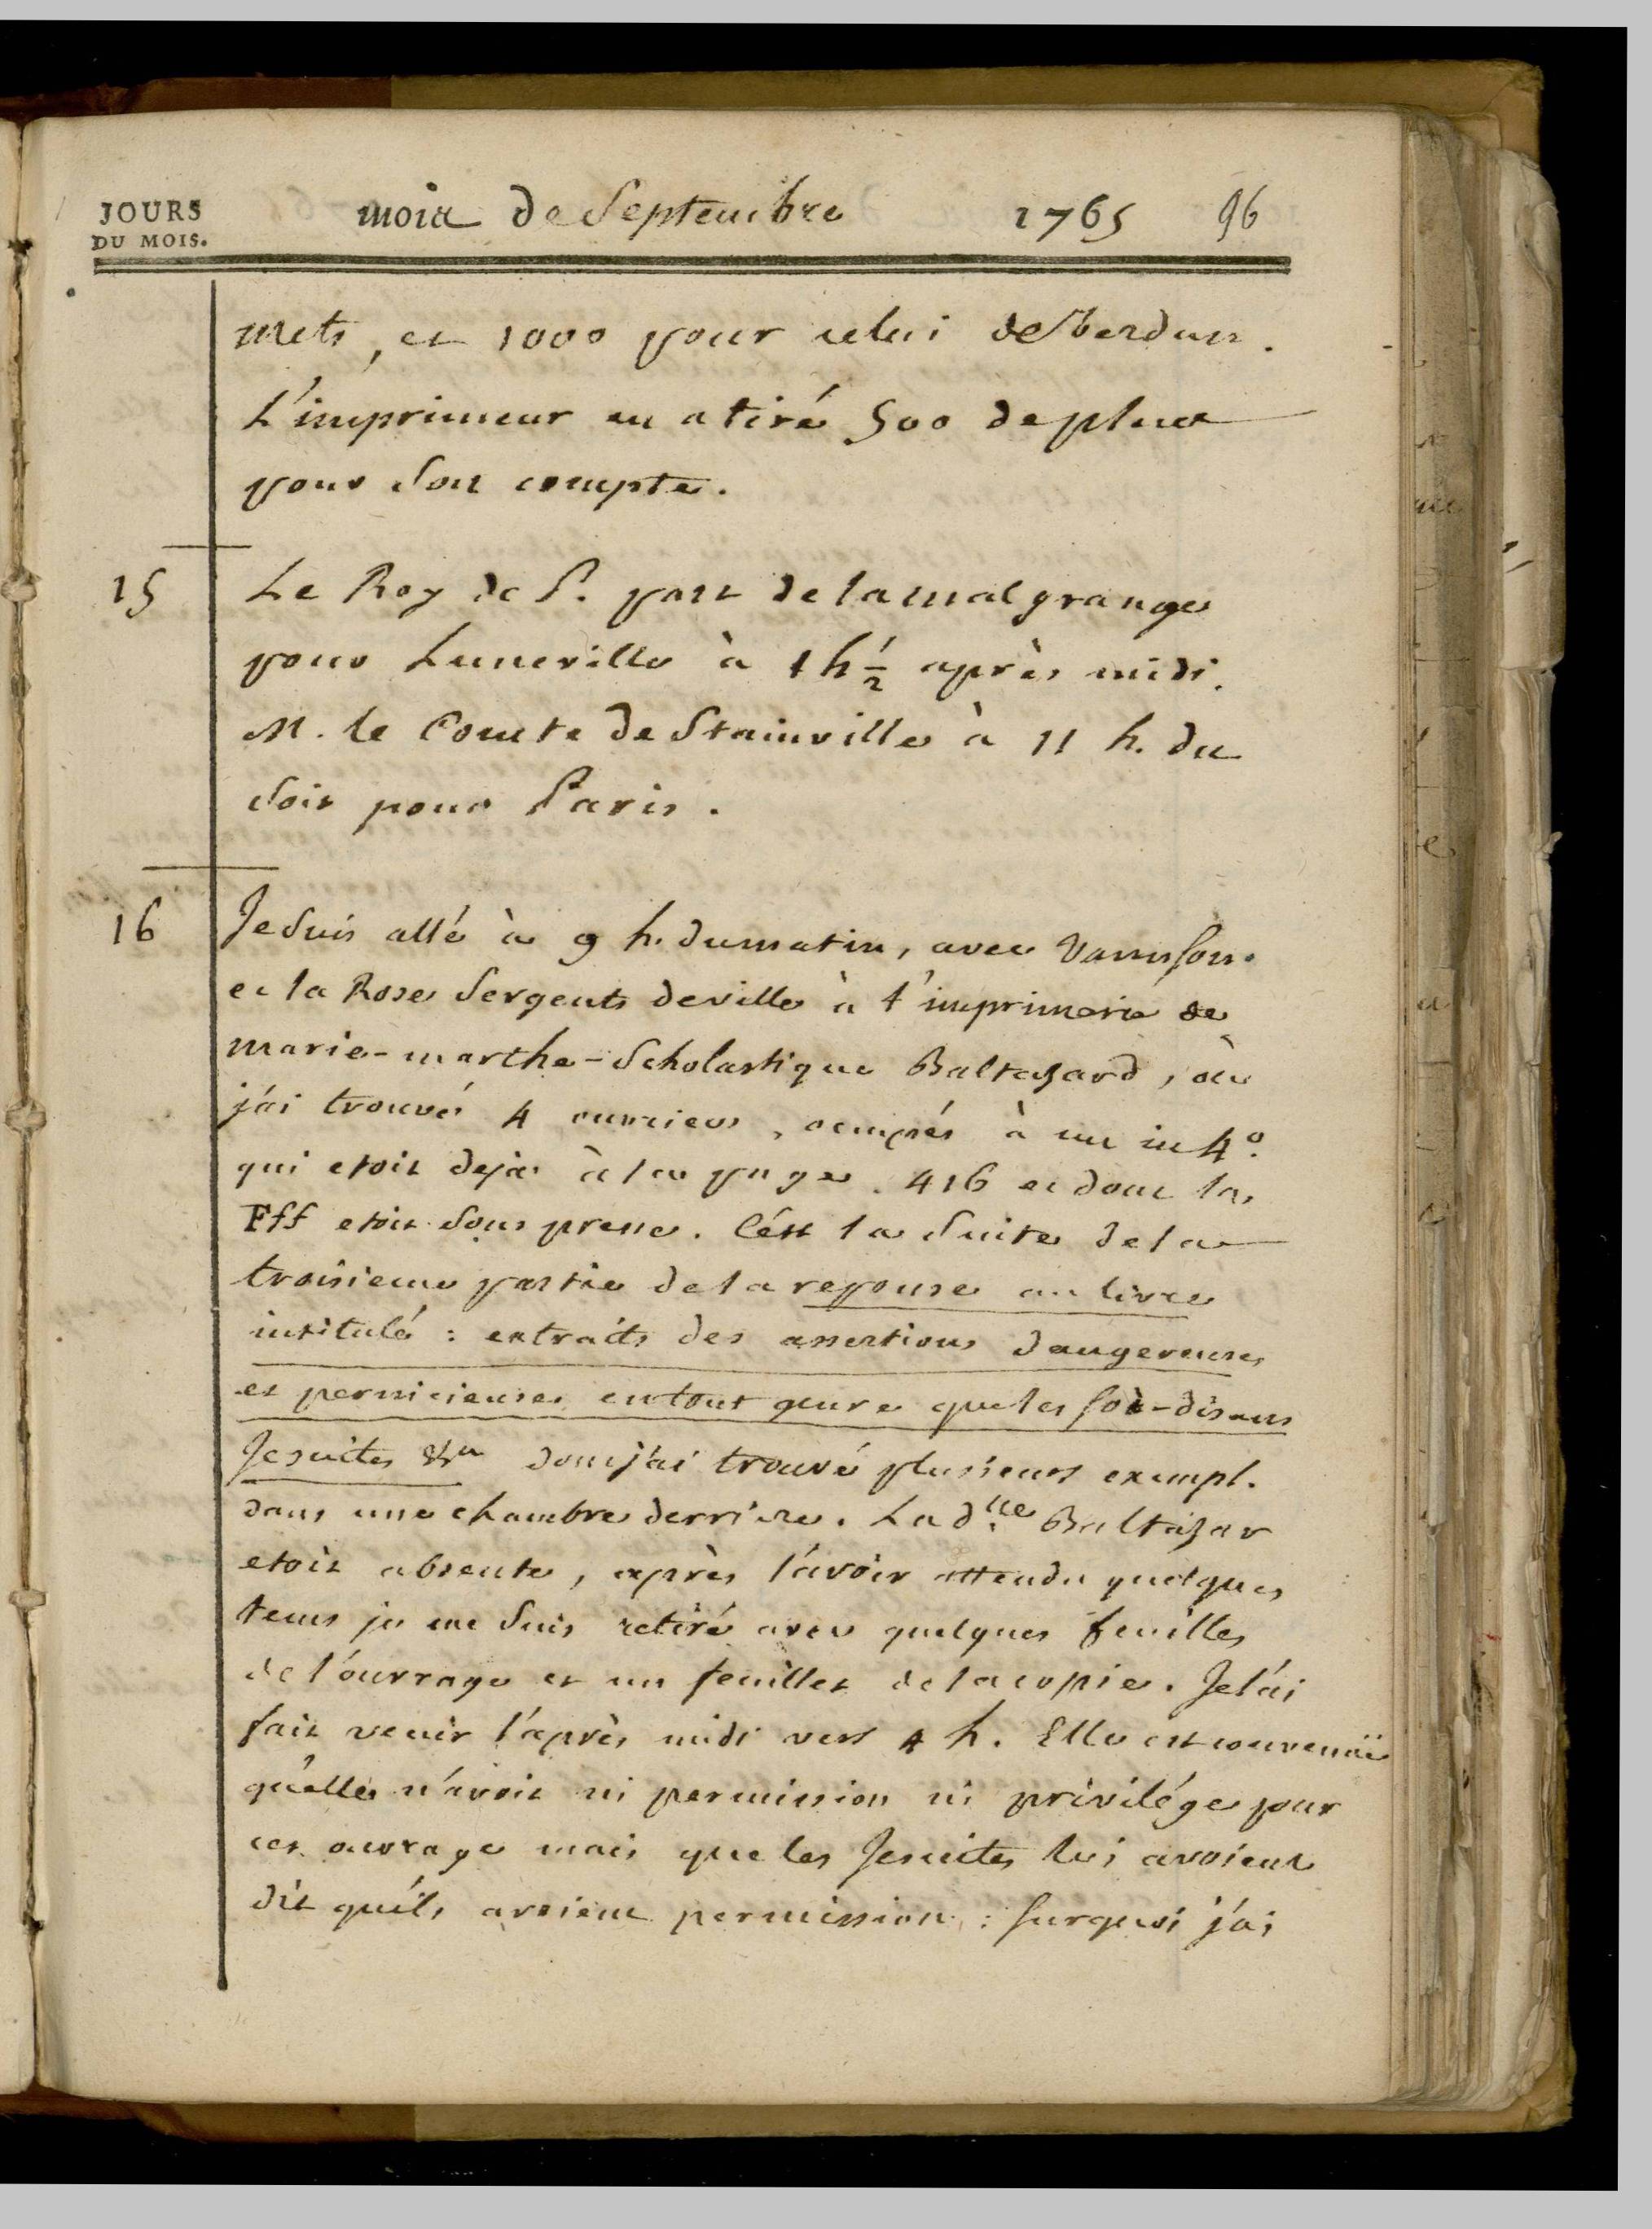 JOURS
DU MOIS.
mois de Septembre 1765 96
Mets, et 1000 pour celui de Verdun.
L'imprimeur en a tiré 500 de plus
pour son compte.
15 Le Roy de P. part de la malgrange
pour Luneville à 1 h 1/2 après midi.
M. le Comte de Stainville à 11 h. du
soir pour Paris.
16 Je suis allé à 9 h. du matin, avec
et la Rose Sergents de ville à l'imprimerie de
marie-marthe-Scholastique Baltazard, où
j'ai trouvé 4 ouvriers, occupés à un in 4º.
qui etoit deja à la page. 416 et dont la
Fff etoit sous presse. C'est la suite de la
troisieme partie de la reponse au livre
intitulé : extraits des assertions dangereuses
et pernicieuses en tout genre que les soi-disans
Jesuites &a dont j'ai trouvé plusieurs exempl.
dans une chambre derriere. La dlle Baltazar
etoit absente, après l'avoir attendu quelques
tems je me suis retiré avec quelques feuilles
de l'ouvrage et un feuillet de la copie. Je l'ai
fait venir l'après midi vers 4 h. Elle est convenuë
qu'elle n'avoit ni permission ni privilége pour
cet ouvrage mais que les Jesuites lui avoient
dit qu'ils avoient permission : surquoi j'ai